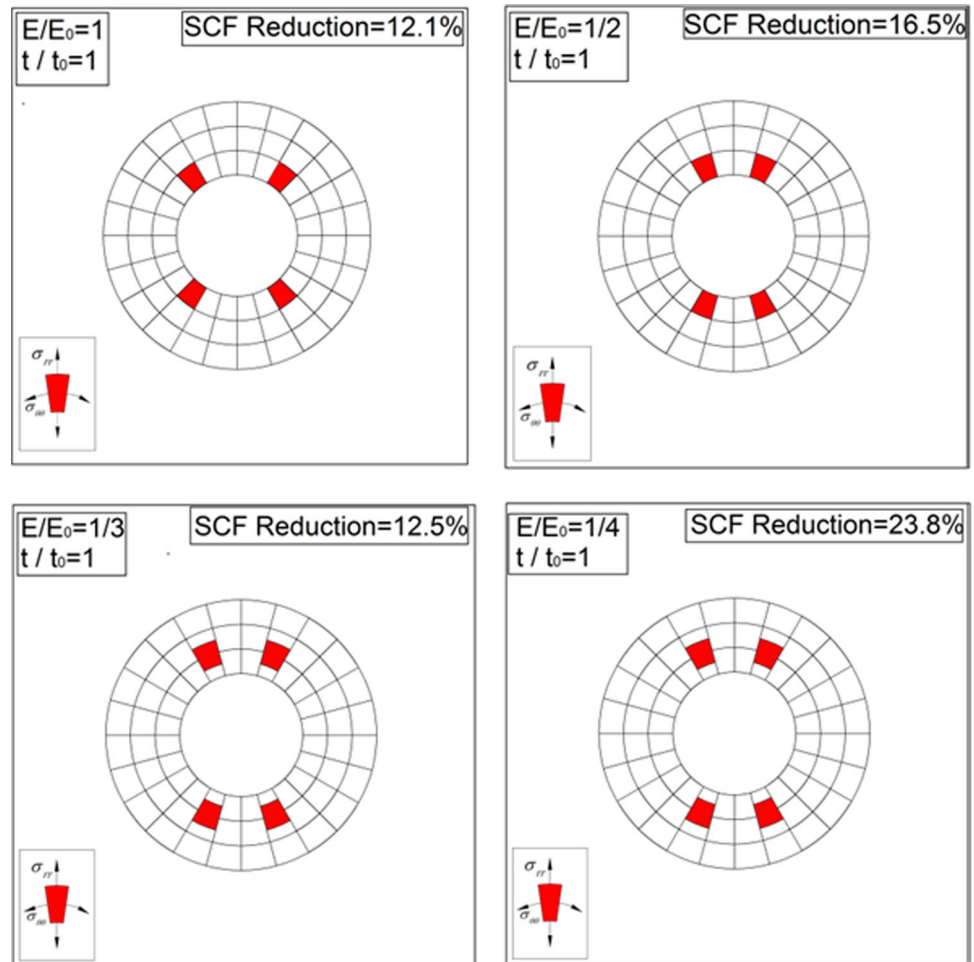 E/E₀=1
t / t₀=1
SCF Reduction=12.1%
σrr
σθθ
E/E₀=1/2
t / t₀=1
SCF Reduction=16.5%
σrr
σθθ
E/E₀=1/3
t / t₀=1
SCF Reduction=12.5%
σrr
σθθ
E/E₀=1/4
t / t₀=1
SCF Reduction=23.8%
σrr
σθθ